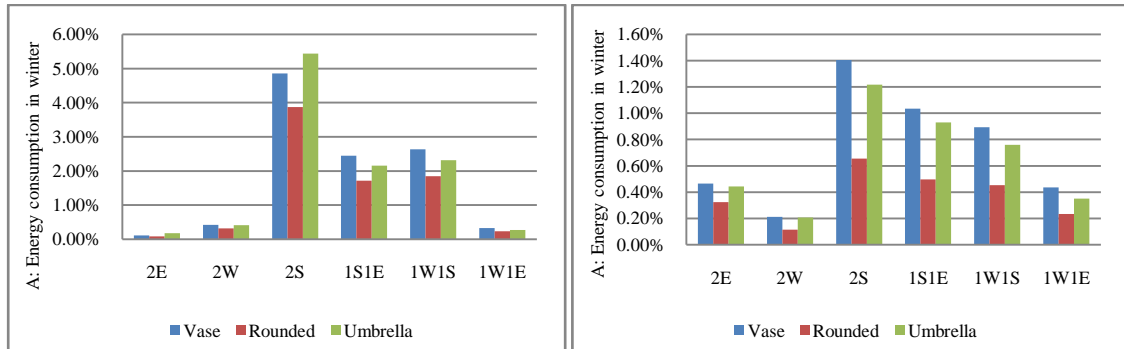 A: Energy consumption in winter
6.00%
5.00%
4.00%
3.00%
2.00%
1.00%
0.00%
2E 2W 2S 1S1E 1W1S 1W1E
Vase Rounded Umbrella
A: Energy consumption in winter
1.60%
1.40%
1.20%
1.00%
0.80%
0.60%
0.40%
0.20%
0.00%
2E 2W 2S 1S1E 1W1S 1W1E
Vase Rounded Umbrella